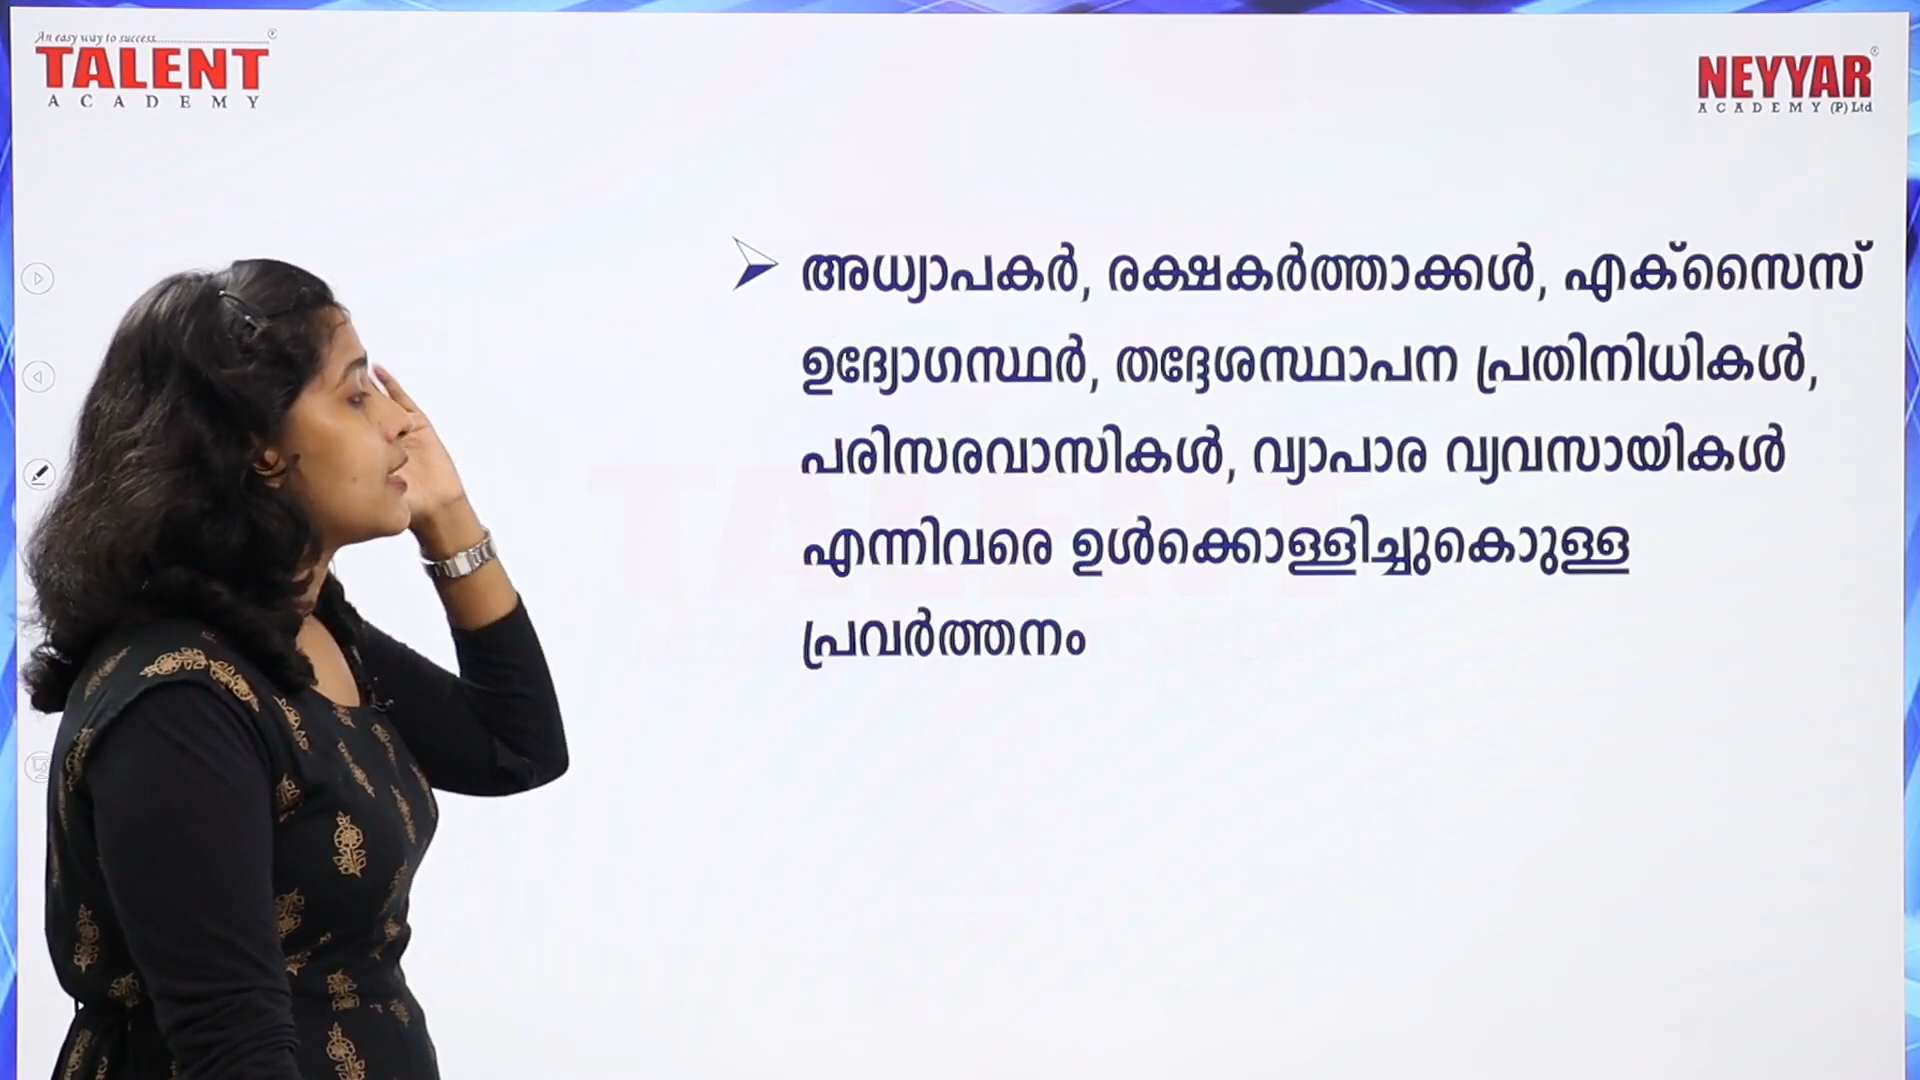 An easy way to success
TALENT
ACADEMY
NEYYAR
ACADEMY (P) Ltd
അധ്യാപകർ, രക്ഷകർത്താക്കൾ, എക്സൈസ്
ഉദ്യോഗസ്ഥർ, തദ്ദേശസ്ഥാപന പ്രതിനിധികൾ,
പരിസരവാസികൾ, വ്യാപാര വ്യവസായികൾ
എന്നിവരെ ഉൾക്കൊള്ളിച്ചുകൊുള്ള
പ്രവർത്തനം
TALENT